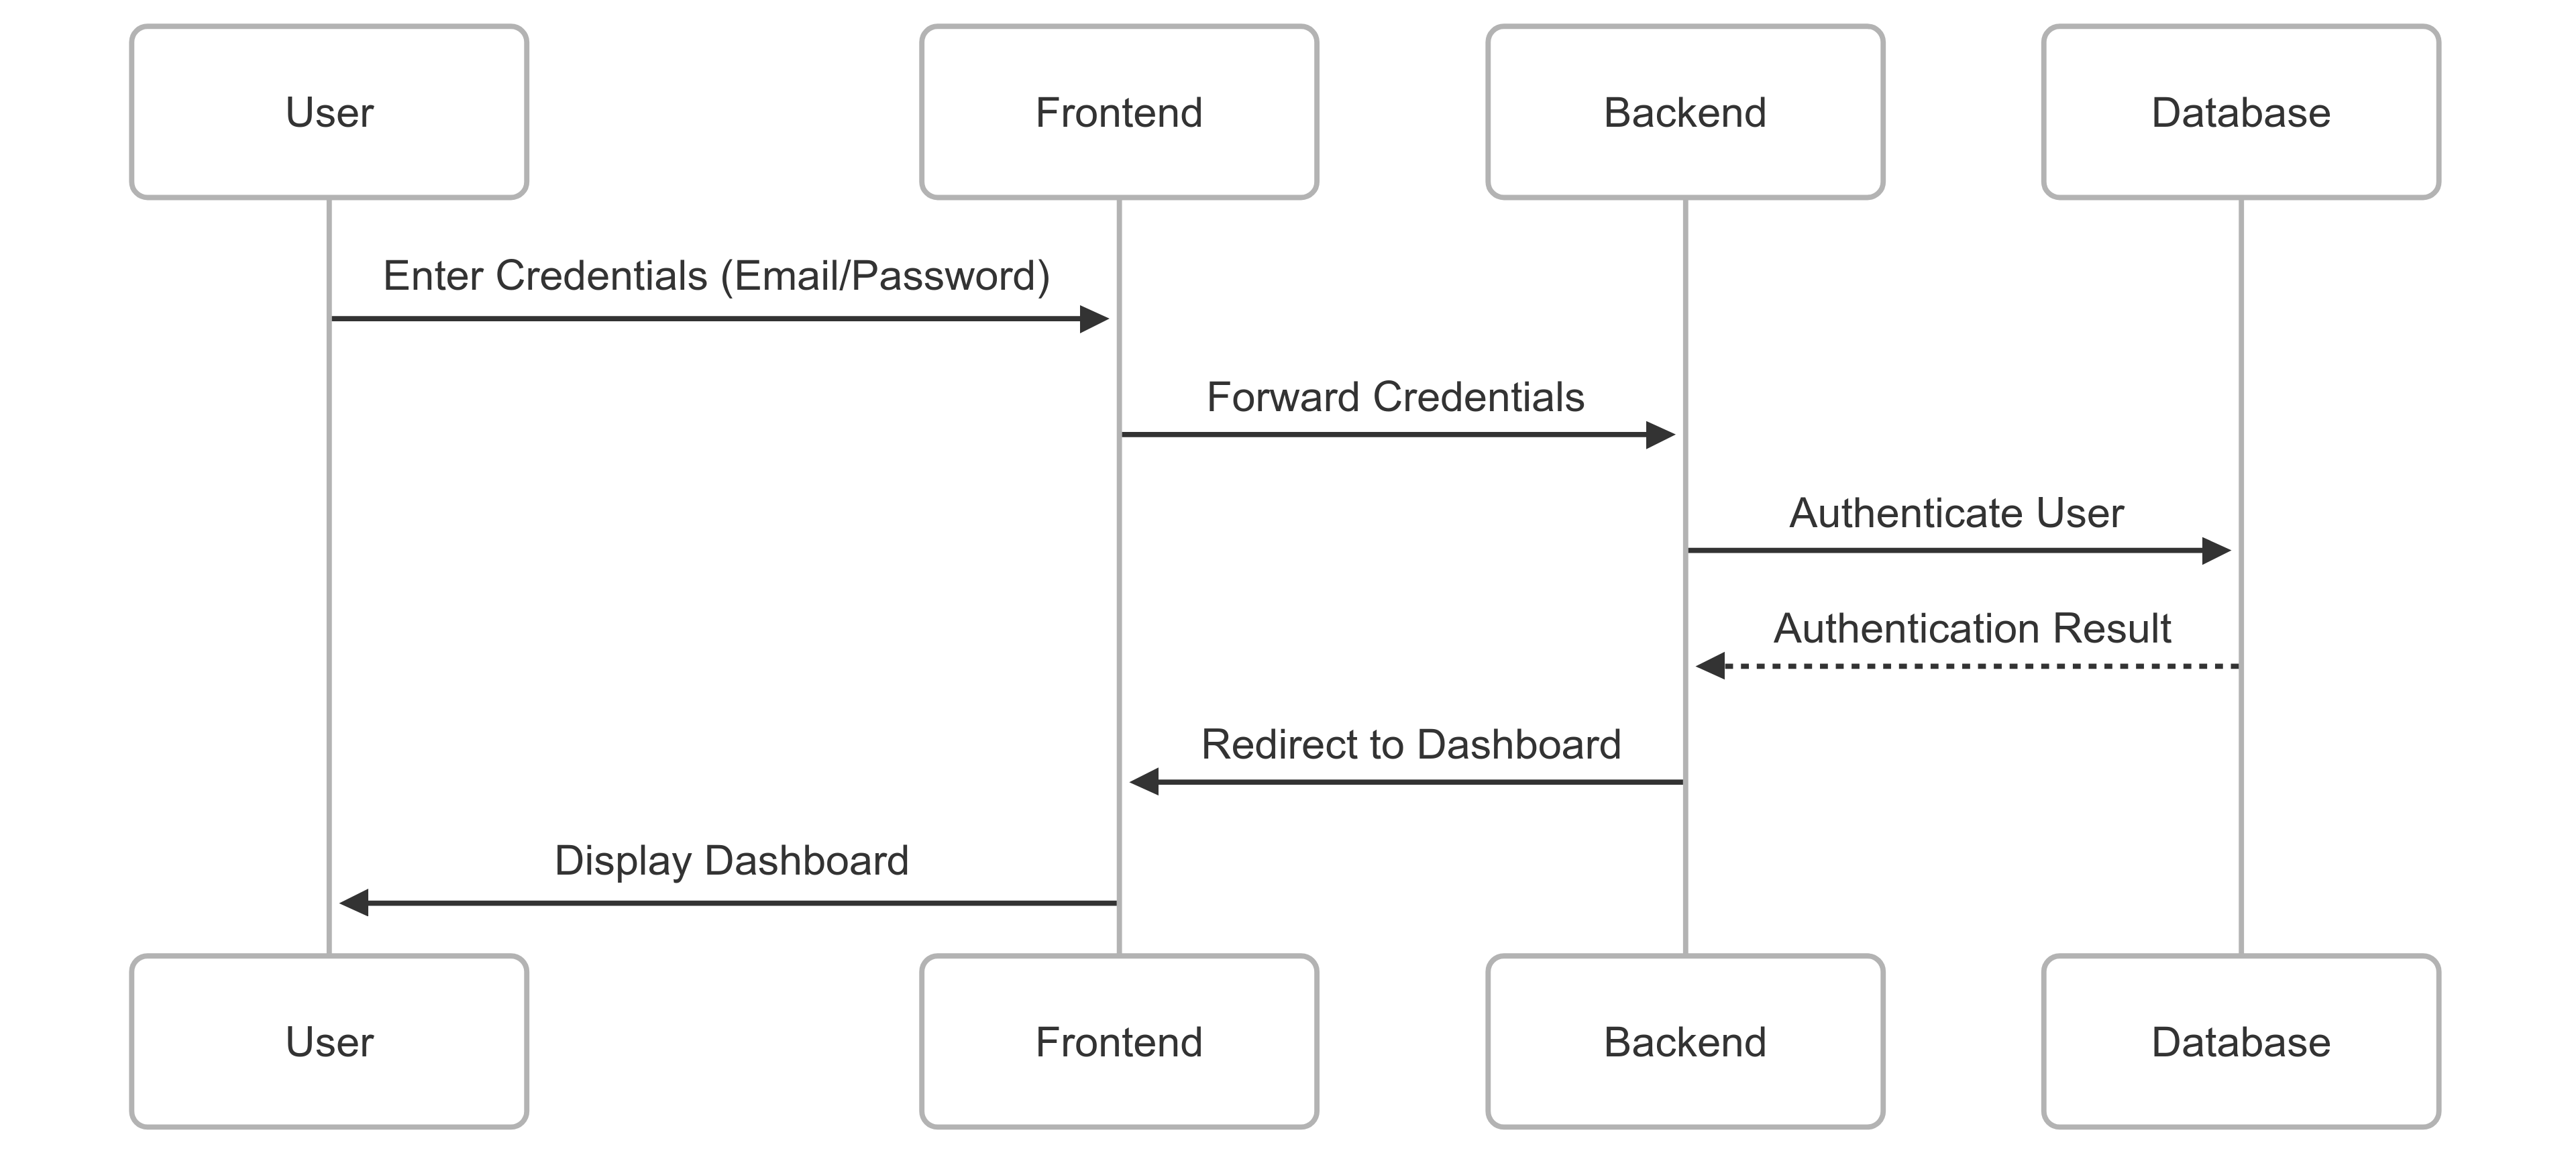 User
Frontend
Backend
Database
Enter Credentials (Email/Password)
Forward Credentials
Authenticate User
Authentication Result
Redirect to Dashboard
Display Dashboard
User
Frontend
Backend
Database